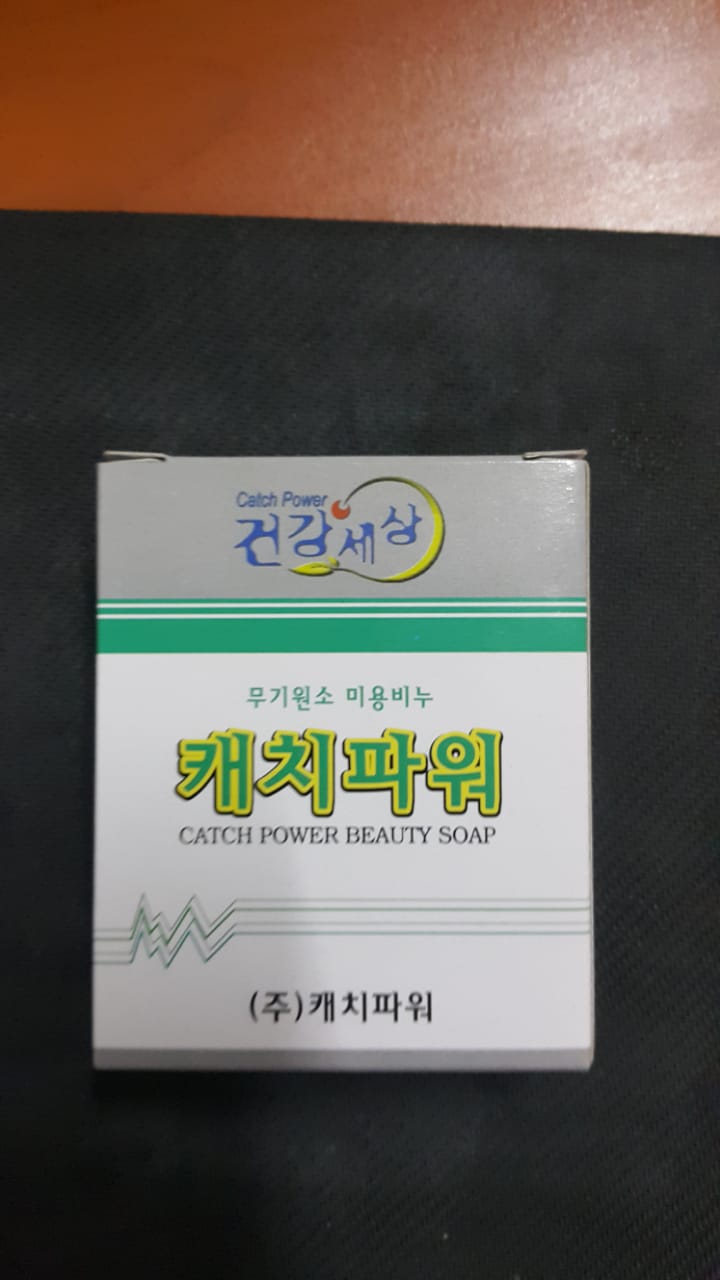 Catch Power
건강세상
무기원소 미용비누
캐치파워
CATCH POWER BEAUTY SOAP
(주)캐치파워